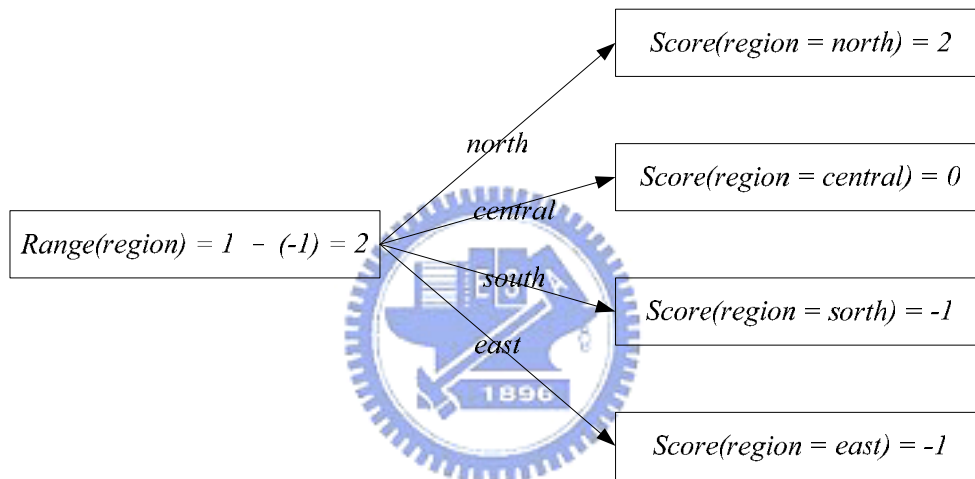 Score(region = north) = 2
north
Score(region = central) = 0
central
Range(region) = 1 - (-1) = 2
south
Score(region = sorth) = -1
east
1896
Score(region = east) = -1